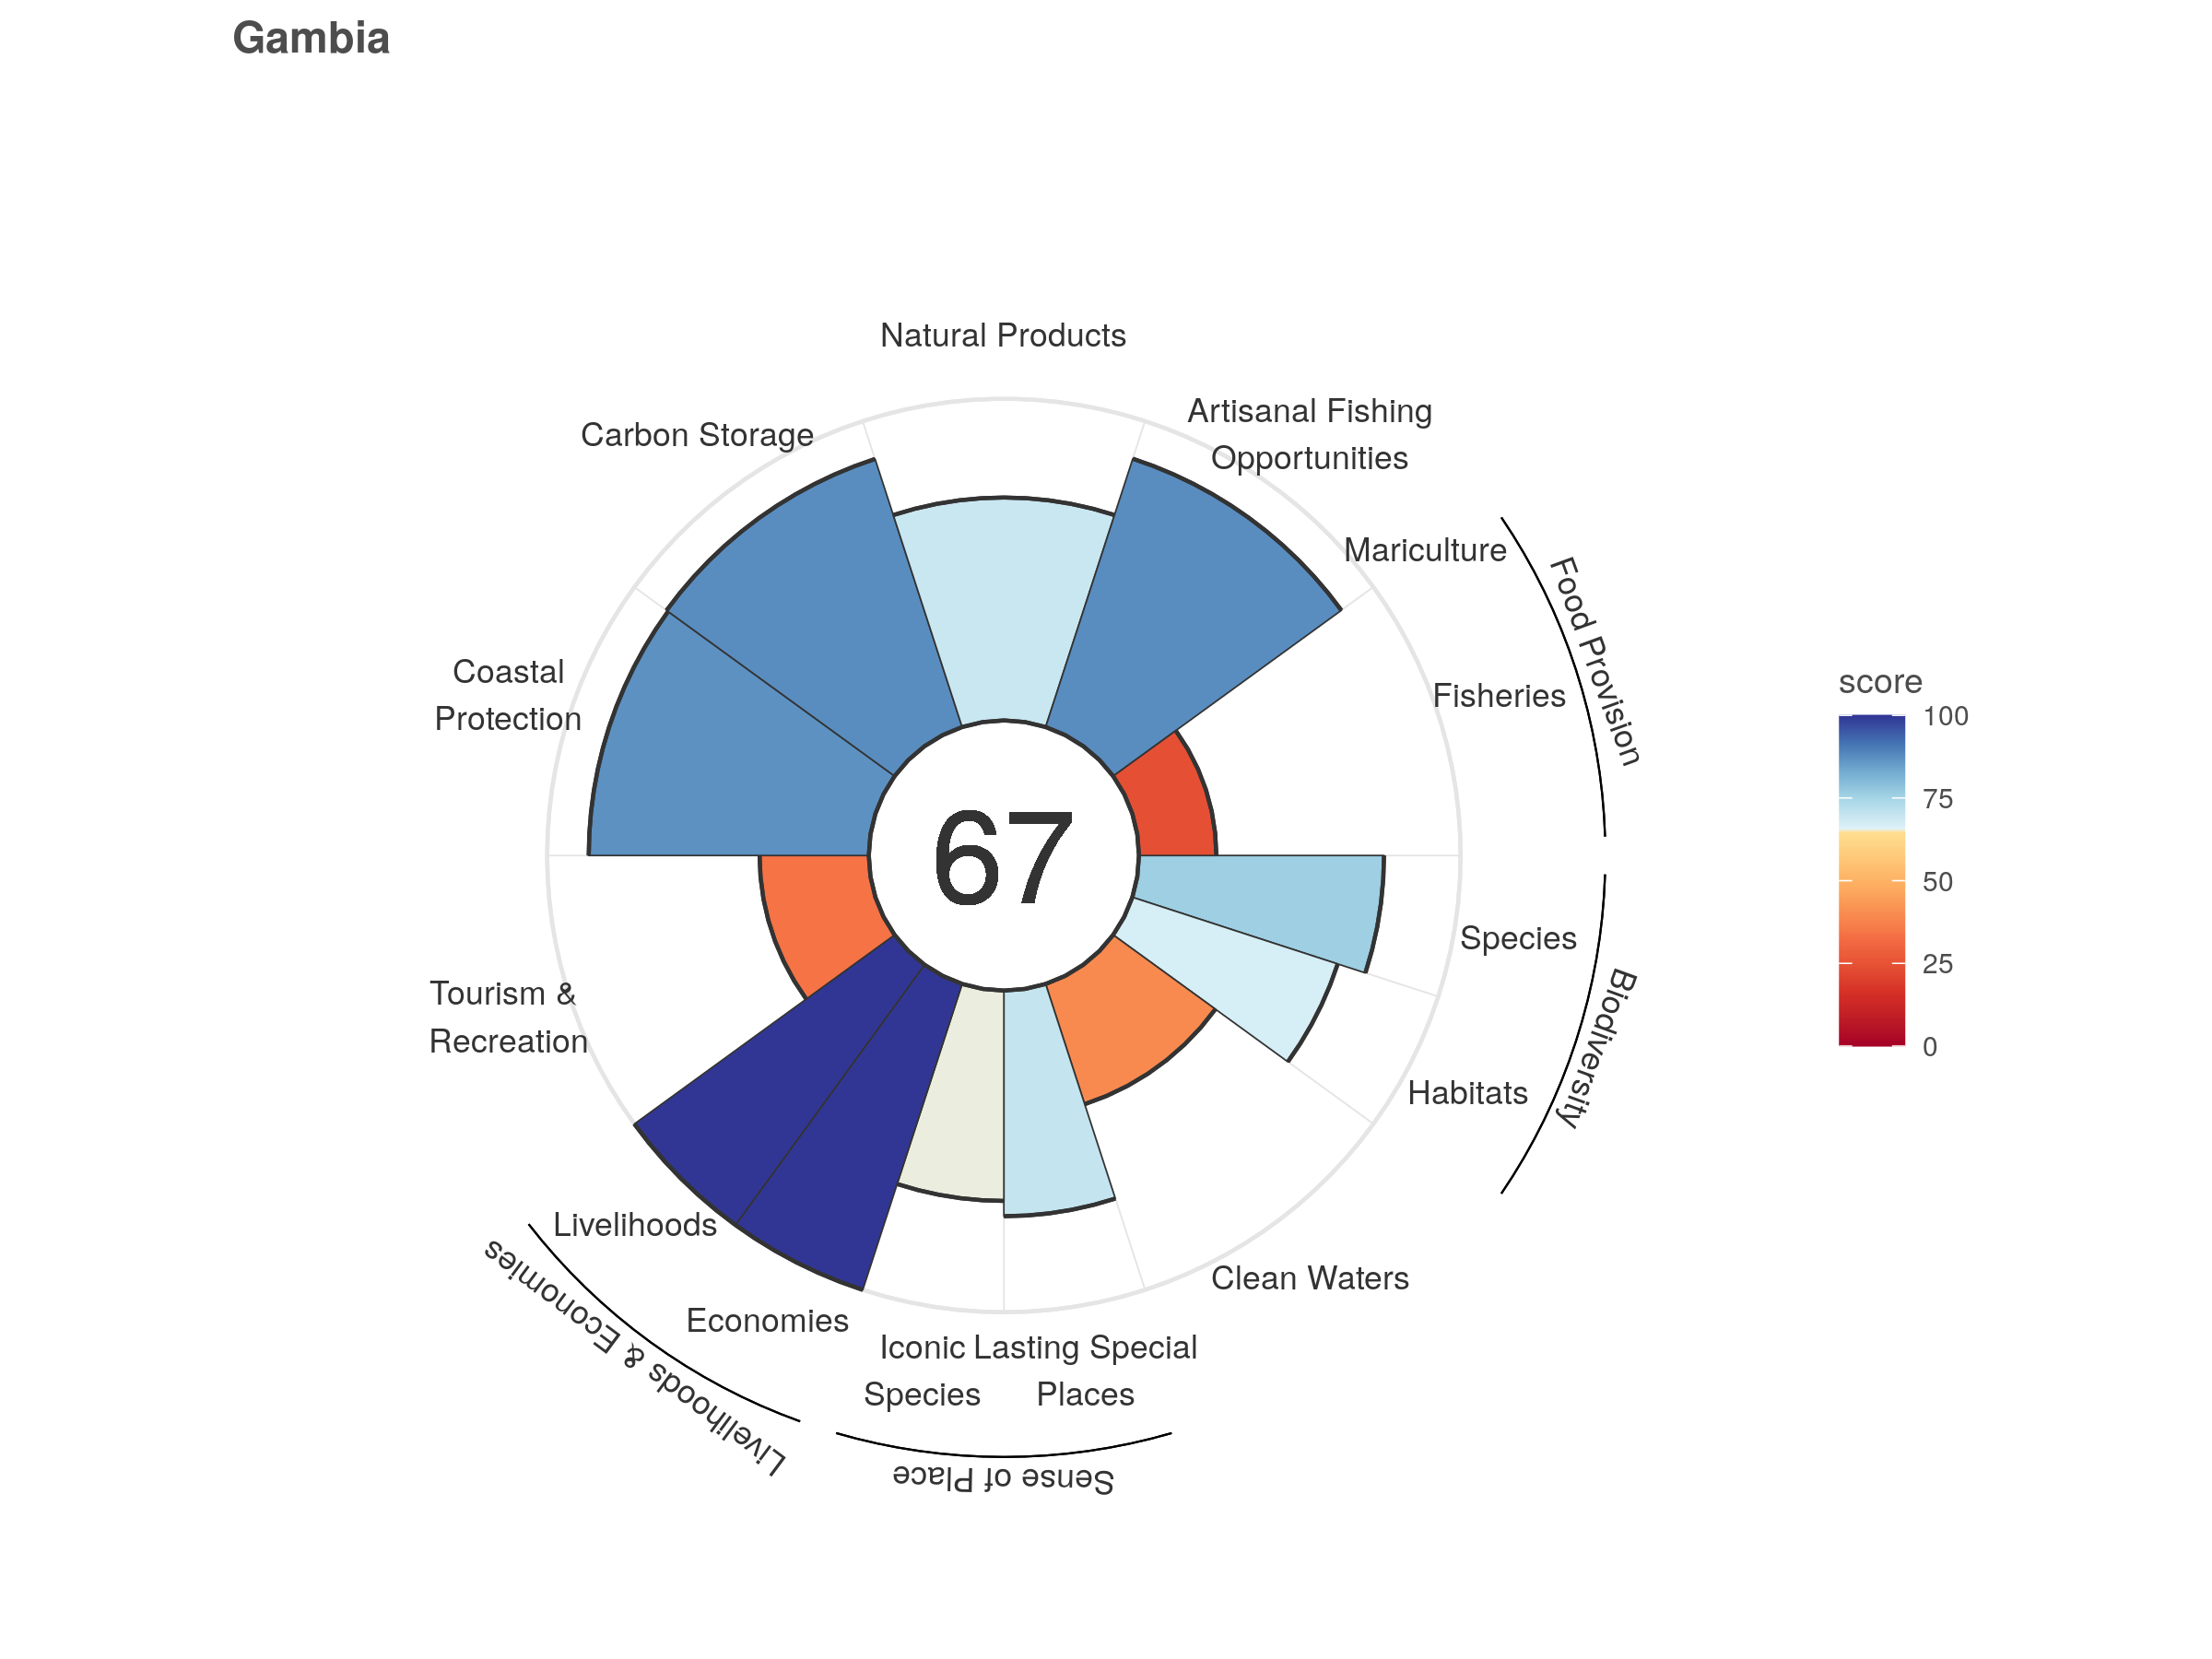 Gambia
Natural Products
Artisanal Fishing
Opportunities
Carbon Storage
Mariculture
Food Provision
Fisheries
Coastal
Protection
score
100
75
50
25
0
67
Species
Biodiversity
Tourism &
Recreation
Habitats
Livelihoods
Clean Waters
Economies
Livelihoods & Economies
Iconic
Species
Lasting Special
Places
Sense of Place